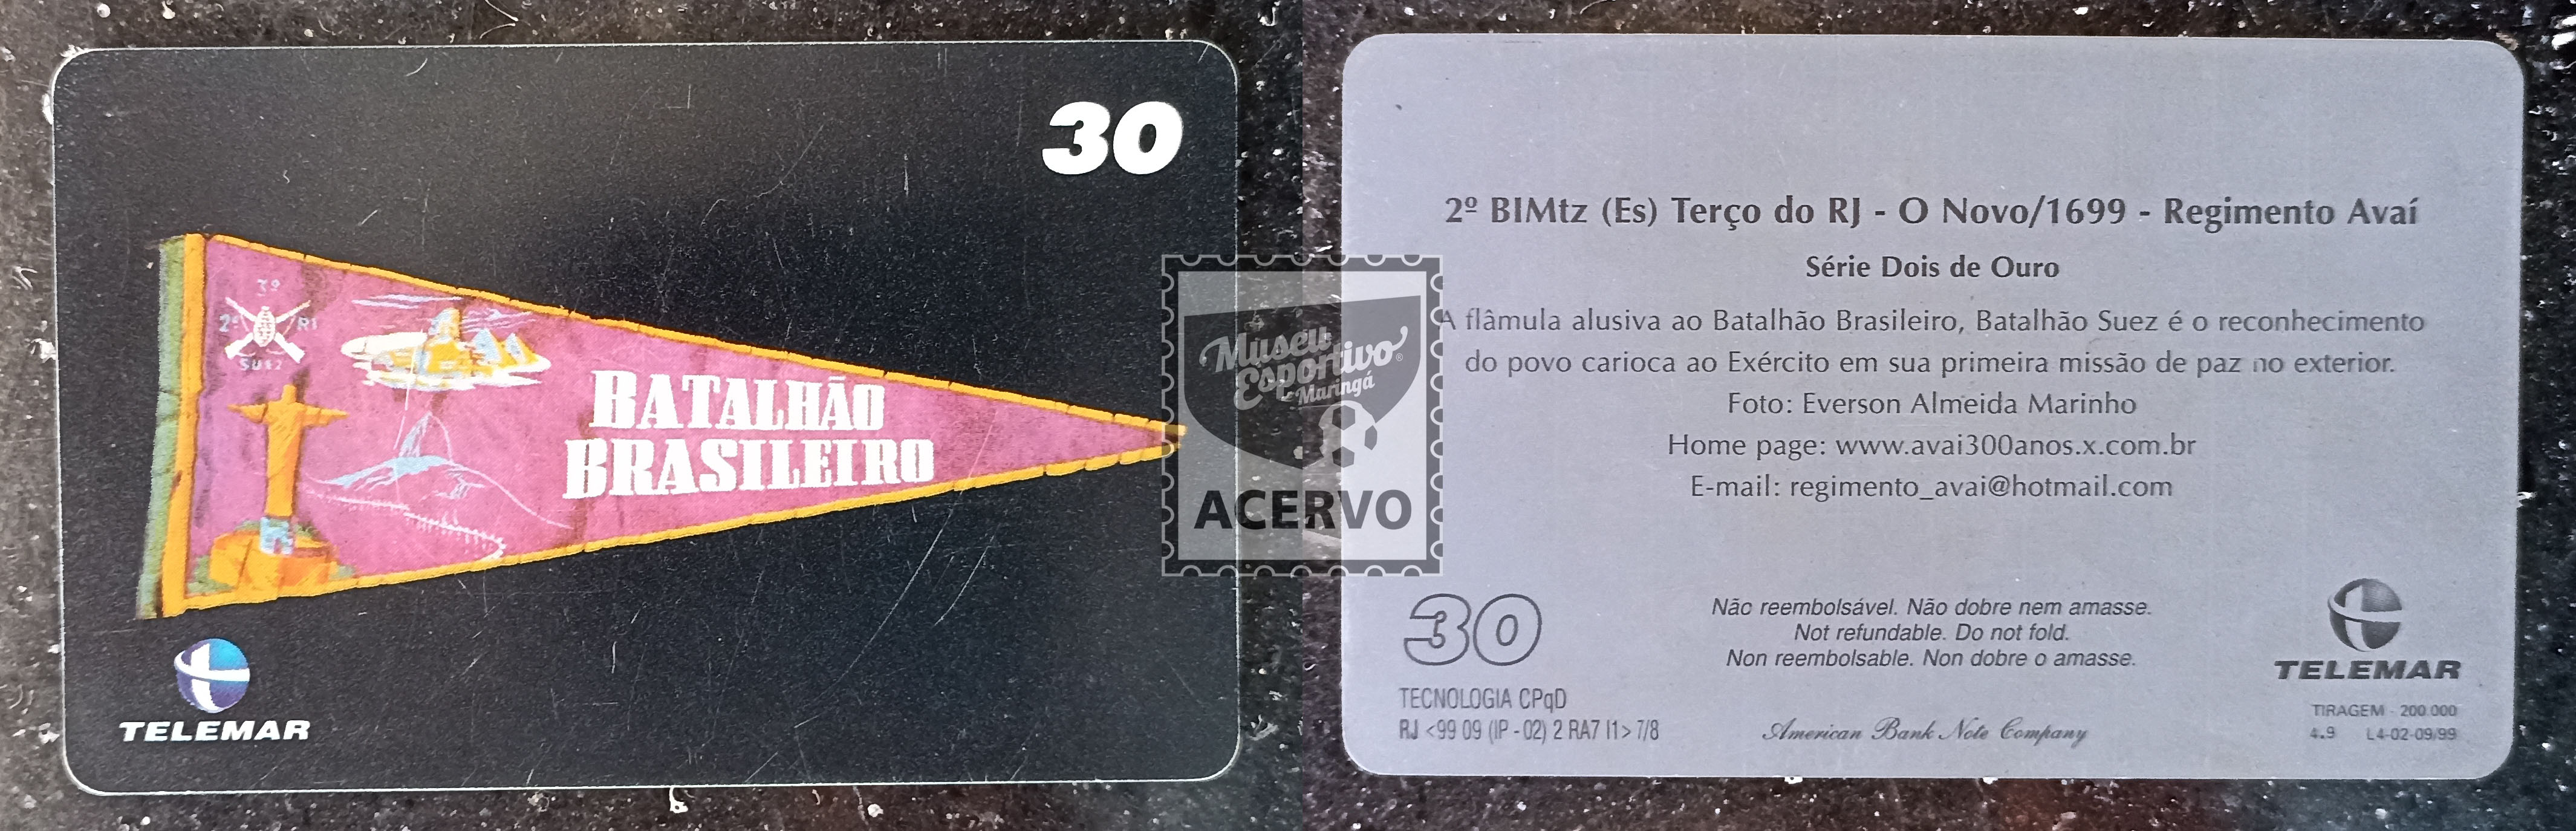 30
3º
2º RI
SUEZ
BATALHÃO
BRASILEIRO
TELEMAR
Museu
Esportivo
Maringá
ACERVO
2º BIMtz (Es) Terço do RJ - O Novo/1699 - Regimento Avaí
Série Dois de Ouro
A flâmula alusiva ao Batalhão Brasileiro, Batalhão Suez é o reconhecimento
do povo carioca ao Exército em sua primeira missão de paz no exterior.
Foto: Everson Almeida Marinho
Home page: www.avai300anos.x.com.br
E-mail: regimento_avai@hotmail.com
30
Não reembolsável. Não dobre nem amasse.
Not refundable. Do not fold.
Non reembolsable. Non dobre o amasse.
TELEMAR
TECNOLOGIA CPqD
RJ <99 09 (IP - 02) 2 RA7 I1> 7/8
American Bank Note Company
TIRAGEM - 200.000
4.9 L4-02-09/99